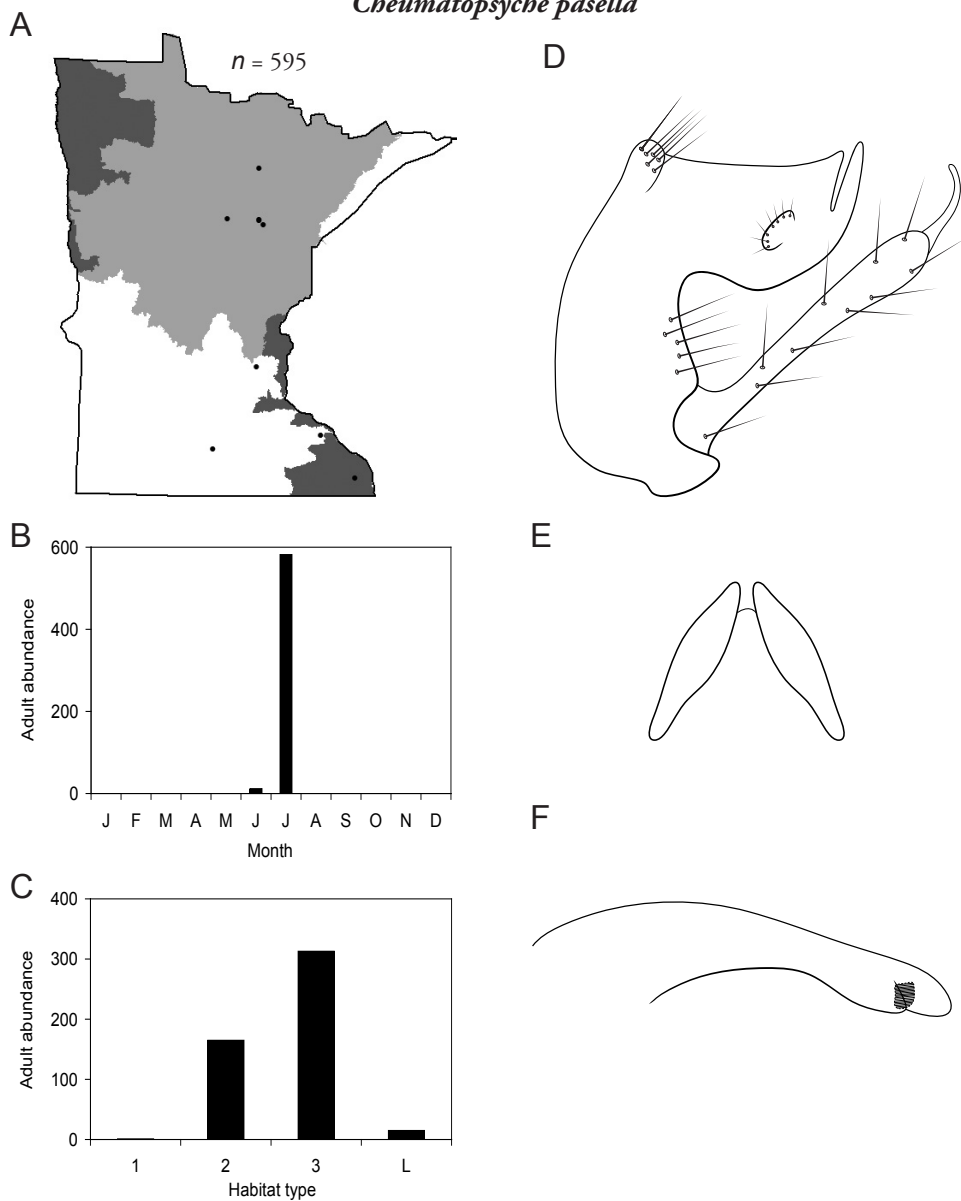 Cheumatopsyche pasella
A
n = 595
D
B
600
400
200
0
Adult abundance
J F M A M J J A S O N D
Month
E
C
400
300
200
100
0
Adult abundance
1 2 3 L
Habitat type
F